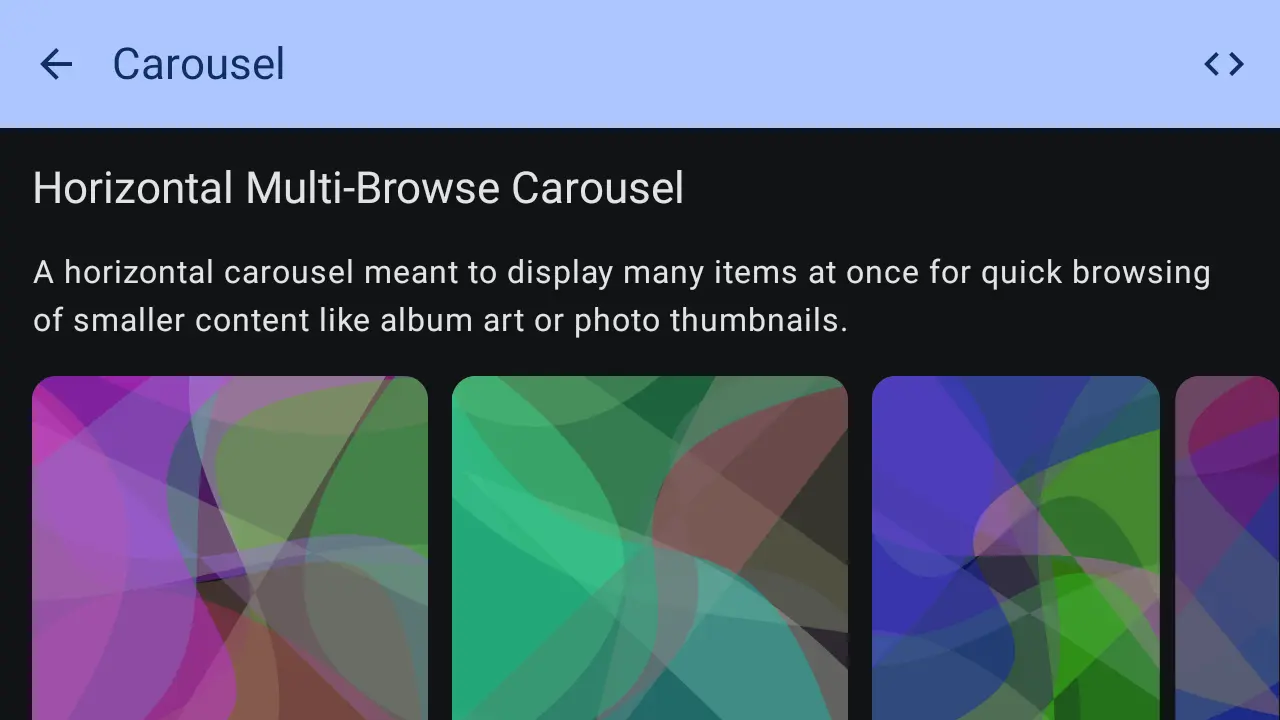 Carousel
Horizontal Multi-Browse Carousel
A horizontal carousel meant to display many items at once for quick browsing
of smaller content like album art or photo thumbnails.